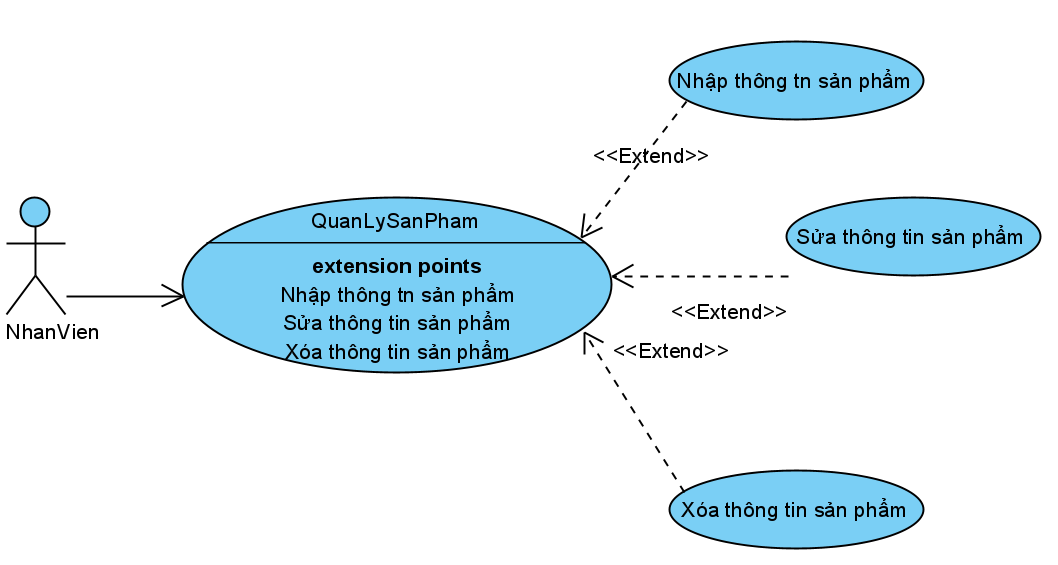 Nhập thông tn sản phẩm
<<Extend>>
QuanLySanPham
Sửa thông tin sản phẩm
extension points
Nhập thông tn sản phẩm
<<Extend>>
Sửa thông tin sản phẩm
NhanVien
Xóa thông tin sản phẩm
<<Extend>>
Xóa thông tin sản phẩm